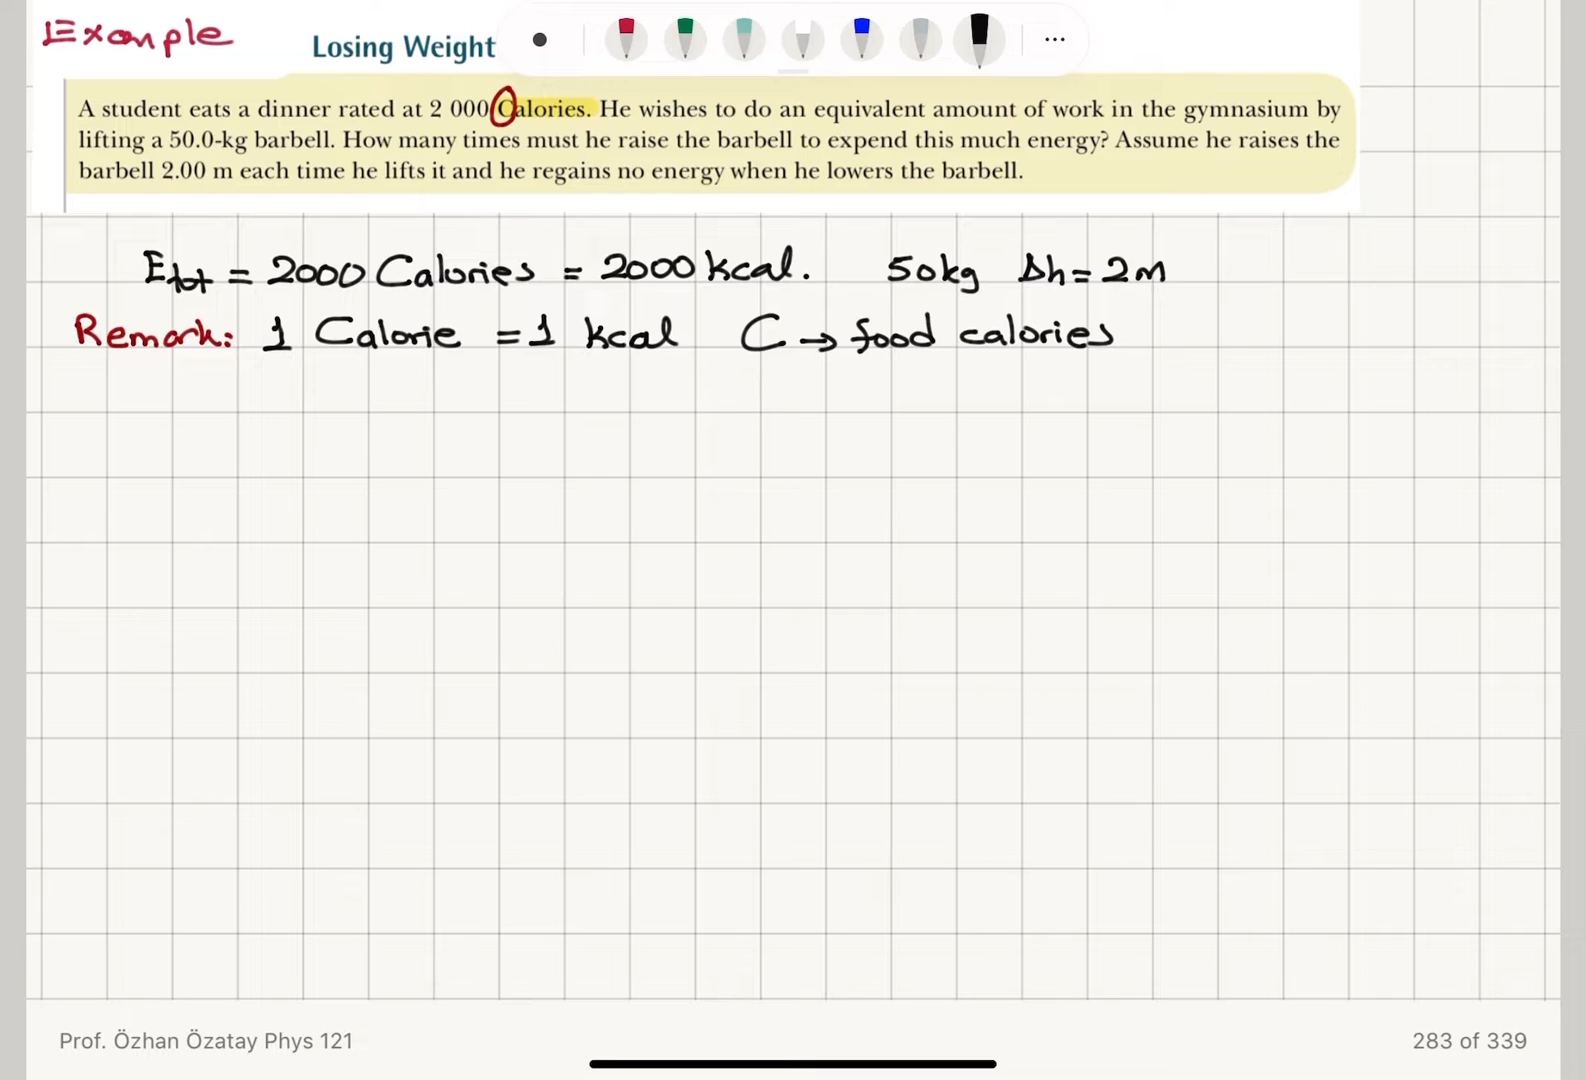 Example
Losing Weight
A student eats a dinner rated at 2 000 Calories. He wishes to do an equivalent amount of work in the gymnasium by
lifting a 50.0-kg barbell. How many times must he raise the barbell to expend this much energy? Assume he raises the
barbell 2.00 m each time he lifts it and he regains no energy when he lowers the barbell.
Etot = 2000 Calories = 2000 kcal. 50kg Δh = 2m
Remark: 1 Calorie = 1 kcal C → food calories
Prof. Özhan Özatay Phys 121
283 of 339